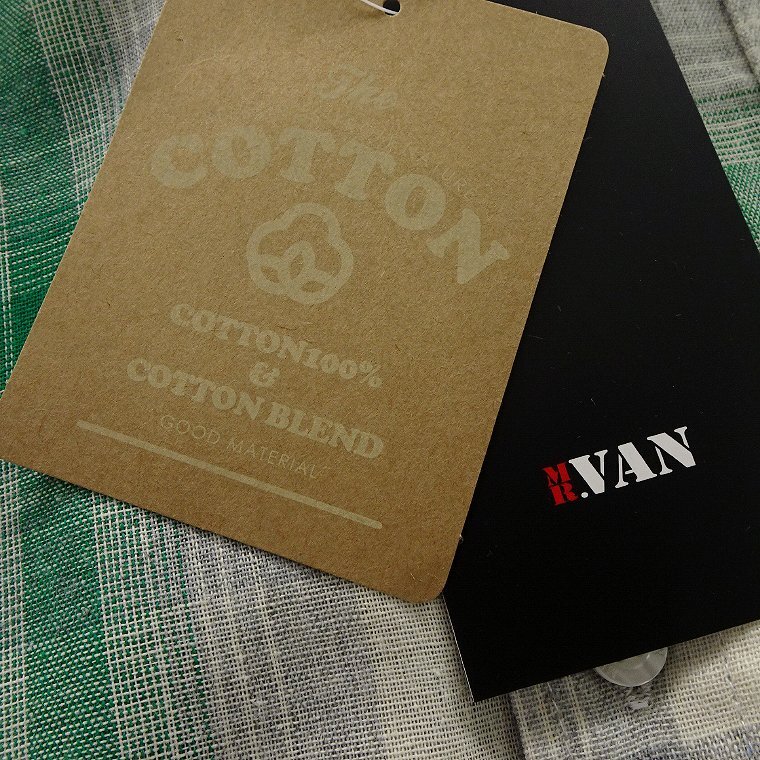 The
COTTON
COTTON100%
&
COTTON BLEND
GOOD MATERIAL
MR.VAN